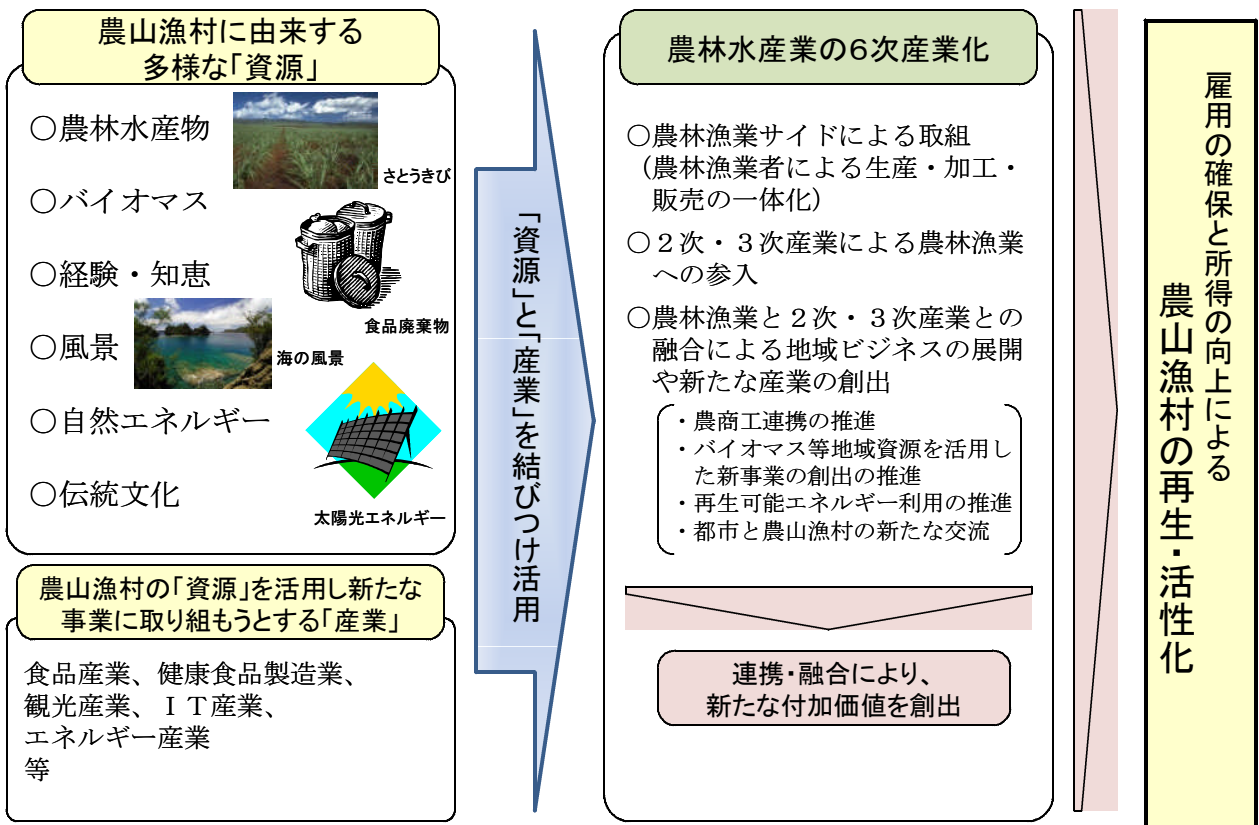 農山漁村に由来する
多様な「資源」
○農林水産物
さとうきび
○バイオマス
○経験・知恵
食品廃棄物
○風景
海の風景
○自然エネルギー
○伝統文化
太陽光エネルギー
農山漁村の「資源」を活用し新たな
事業に取り組もうとする「産業」
食品産業、健康食品製造業、
観光産業、ＩＴ産業、
エネルギー産業
等
「資源」と「産業」を結びつけ活用
農林水産業の６次産業化
○農林漁業サイドによる取組
（農林漁業者による生産・加工・
販売の一体化）
○２次・３次産業による農林漁業
への参入
○農林漁業と２次・３次産業との
融合による地域ビジネスの展開
や新たな産業の創出
・農商工連携の推進
・バイオマス等地域資源を活用し
た新事業の創出の推進
・再生可能エネルギー利用の推進
・都市と農山漁村の新たな交流
連携・融合により、
新たな付加価値を創出
雇用の確保と所得の向上による
農山漁村の再生・活性化